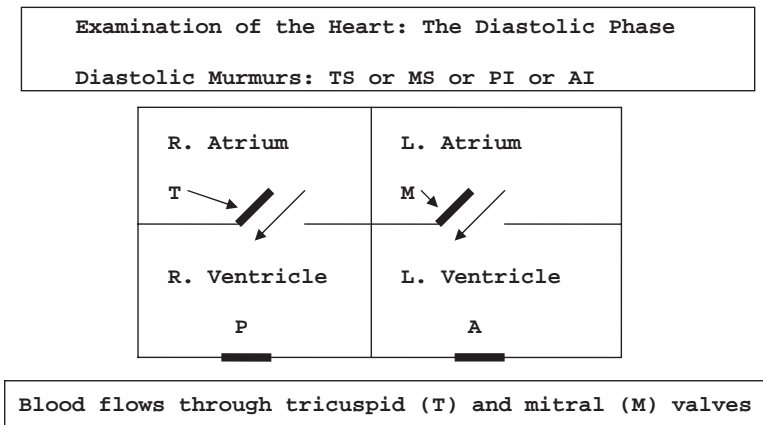 Examination of the Heart: The Diastolic Phase
Diastolic Murmurs: TS or MS or PI or AI
R. Atrium L. Atrium
T M
R. Ventricle L. Ventricle
P A
Blood flows through tricuspid (T) and mitral (M) valves